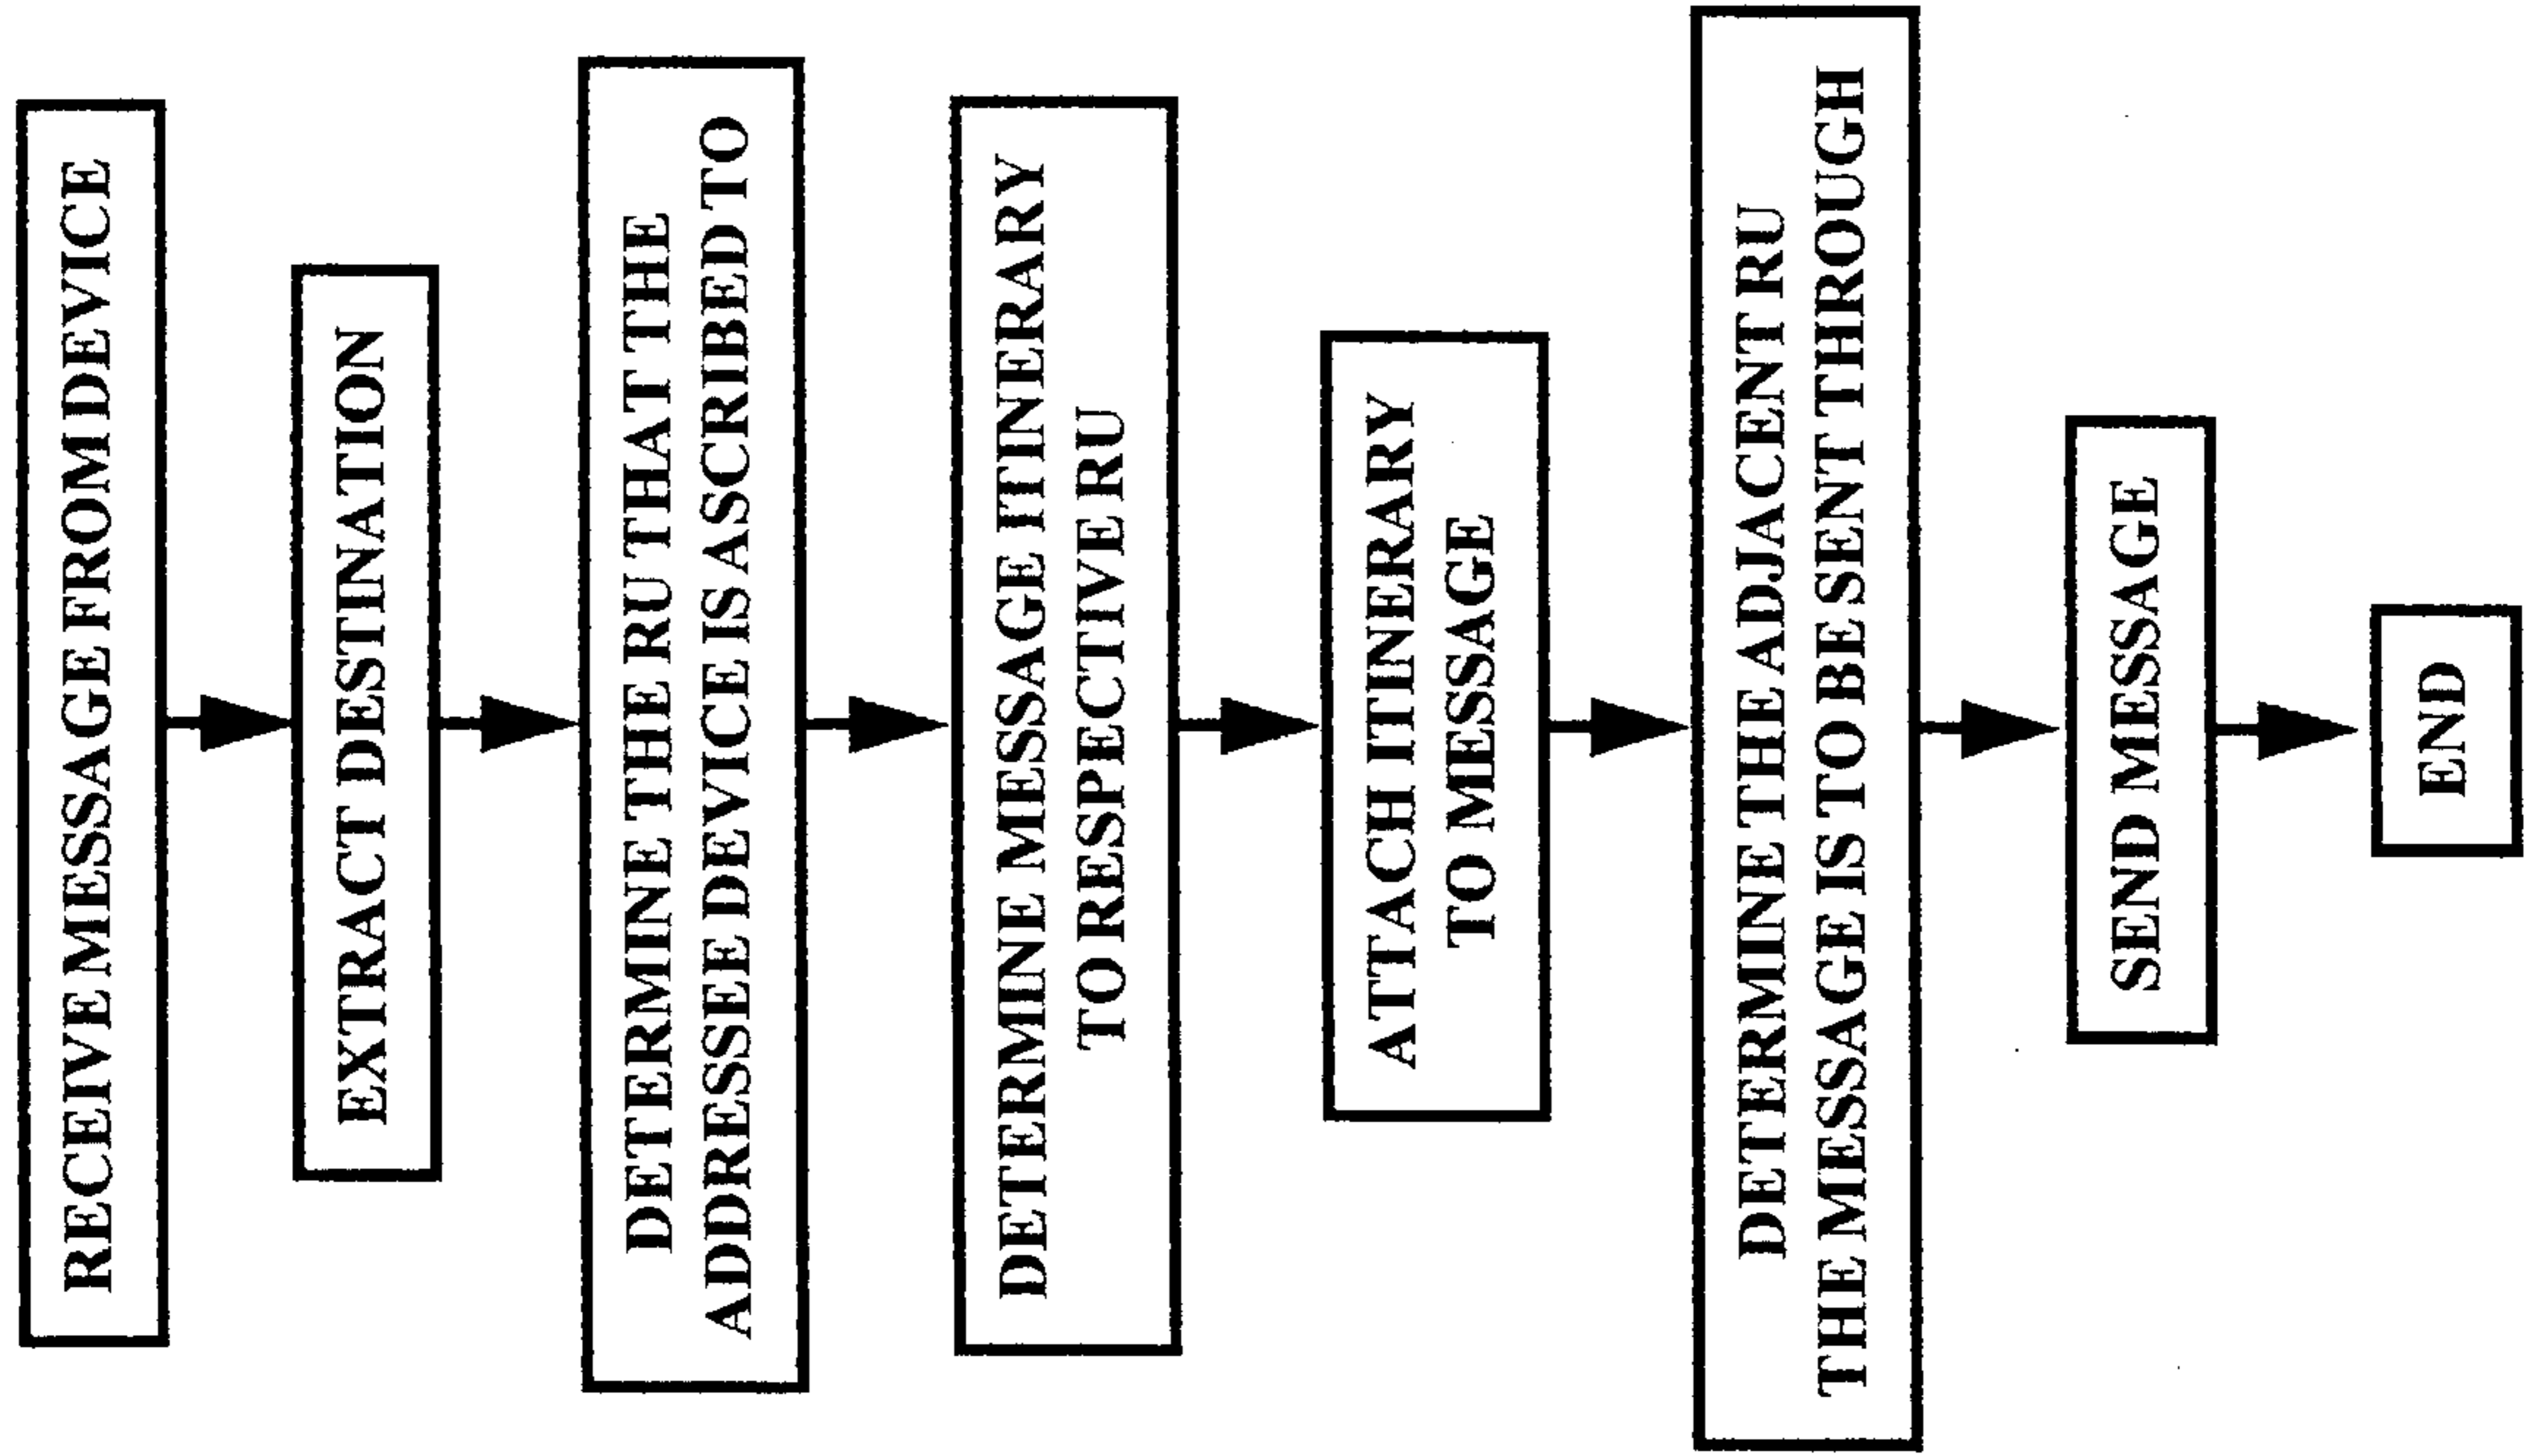 RECEIVE MESSAGE FROM DEVICE
EXTRACT DESTINATION
DETERMINE THE RU THAT THE
ADDRESSEE DEVICE IS ASCRIBED TO
DETERMINE MESSAGE ITINERARY
TO RESPECTIVE RU
ATTACH ITINERARY
TO MESSAGE
DETERMINE THE ADJACENT RU
THE MESSAGE IS TO BE SENT THROUGH
SEND MESSAGE
END